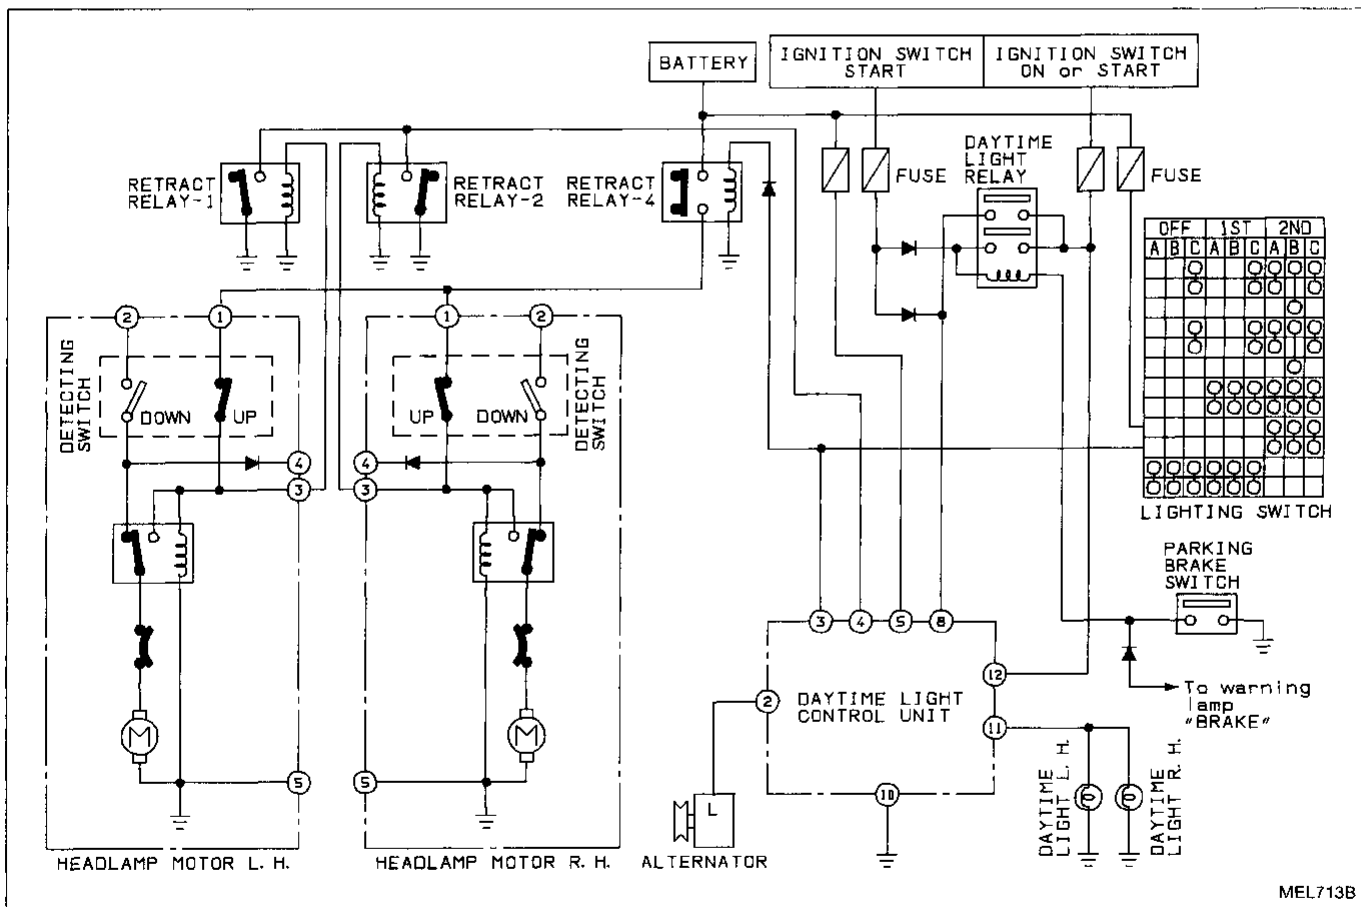 BATTERY
IGNITION SWITCH
START
IGNITION SWITCH
ON or START
RETRACT
RELAY-1
RETRACT
RELAY-2
RETRACT
RELAY-4
FUSE
DAYTIME
LIGHT
RELAY
FUSE
OFF 1ST 2ND
A B C A B C A B C
LIGHTING SWITCH
2
1
1
2
DETECTING
SWITCH
DOWN
UP
UP
DOWN
DETECTING
SWITCH
4
3
4
3
M
M
5
5
HEADLAMP MOTOR L. H.
HEADLAMP MOTOR R. H.
PARKING
BRAKE
SWITCH
3
4
5
8
12
2
DAYTIME LIGHT
CONTROL UNIT
11
10
To warning
lamp
"BRAKE"
L
ALTERNATOR
DAYTIME
LIGHT L. H.
DAYTIME
LIGHT R. H.
MEL713B